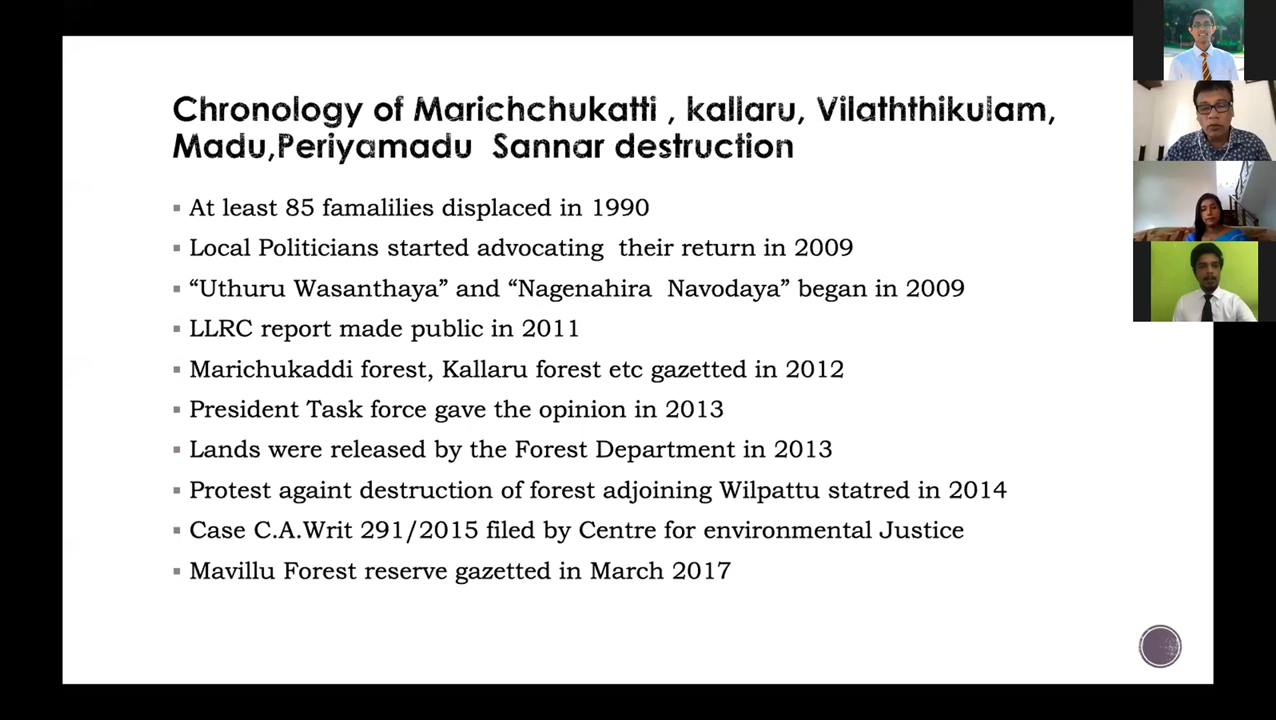 Chronology of Marichchukatti , kallaru, Vilaththikulam,
Madu,Periyamadu Sannar destruction
▪ At least 85 famalilies displaced in 1990
▪ Local Politicians started advocating their return in 2009
▪ “Uthuru Wasanthaya” and “Nagenahira Navodaya” began in 2009
▪ LLRC report made public in 2011
▪ Marichukaddi forest, Kallaru forest etc gazetted in 2012
▪ President Task force gave the opinion in 2013
▪ Lands were released by the Forest Department in 2013
▪ Protest againt destruction of forest adjoining Wilpattu statred in 2014
▪ Case C.A.Writ 291/2015 filed by Centre for environmental Justice
▪ Mavillu Forest reserve gazetted in March 2017